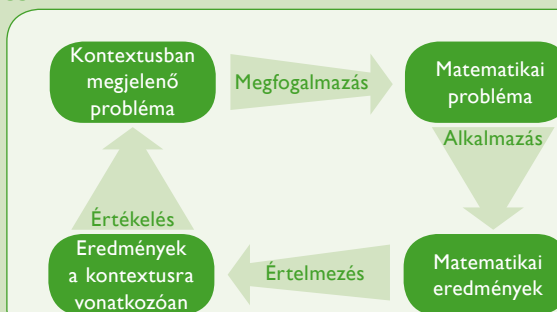 Kontextusban
megjelenő
probléma
Megfogalmazás
Matematikai
probléma
Alkalmazás
Matematikai
eredmények
Értelmezés
Eredmények
a kontextusra
vonatkozóan
Értékelés